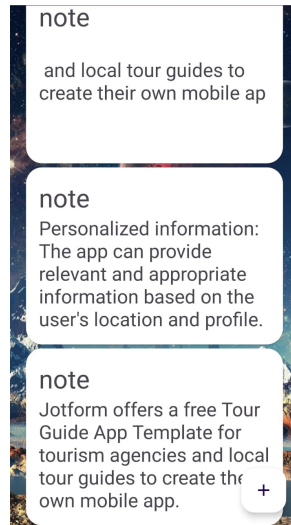 note
and local tour guides to
create their own mobile ap
note
Personalized information:
The app can provide
relevant and appropriate
information based on the
user's location and profile.
note
Jotform offers a free Tour
Guide App Template for
tourism agencies and local
tour guides to create the
own mobile app.
+